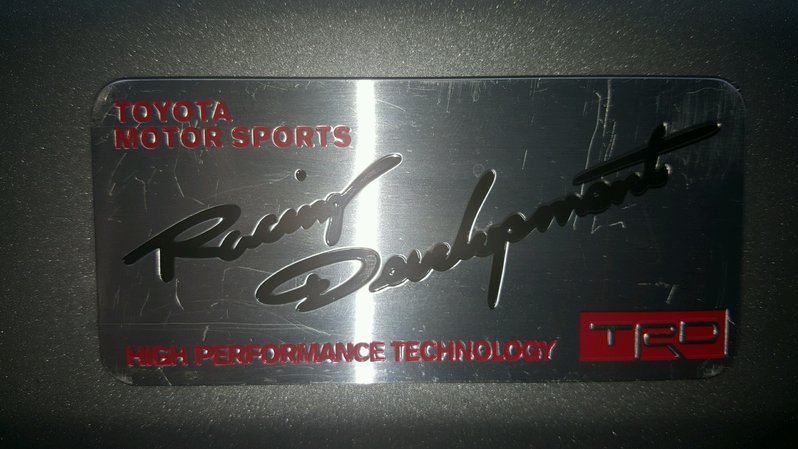 TOYOTA
MOTOR SPORTS
Racing
Development
HIGH PERFORMANCE TECHNOLOGY
TRD